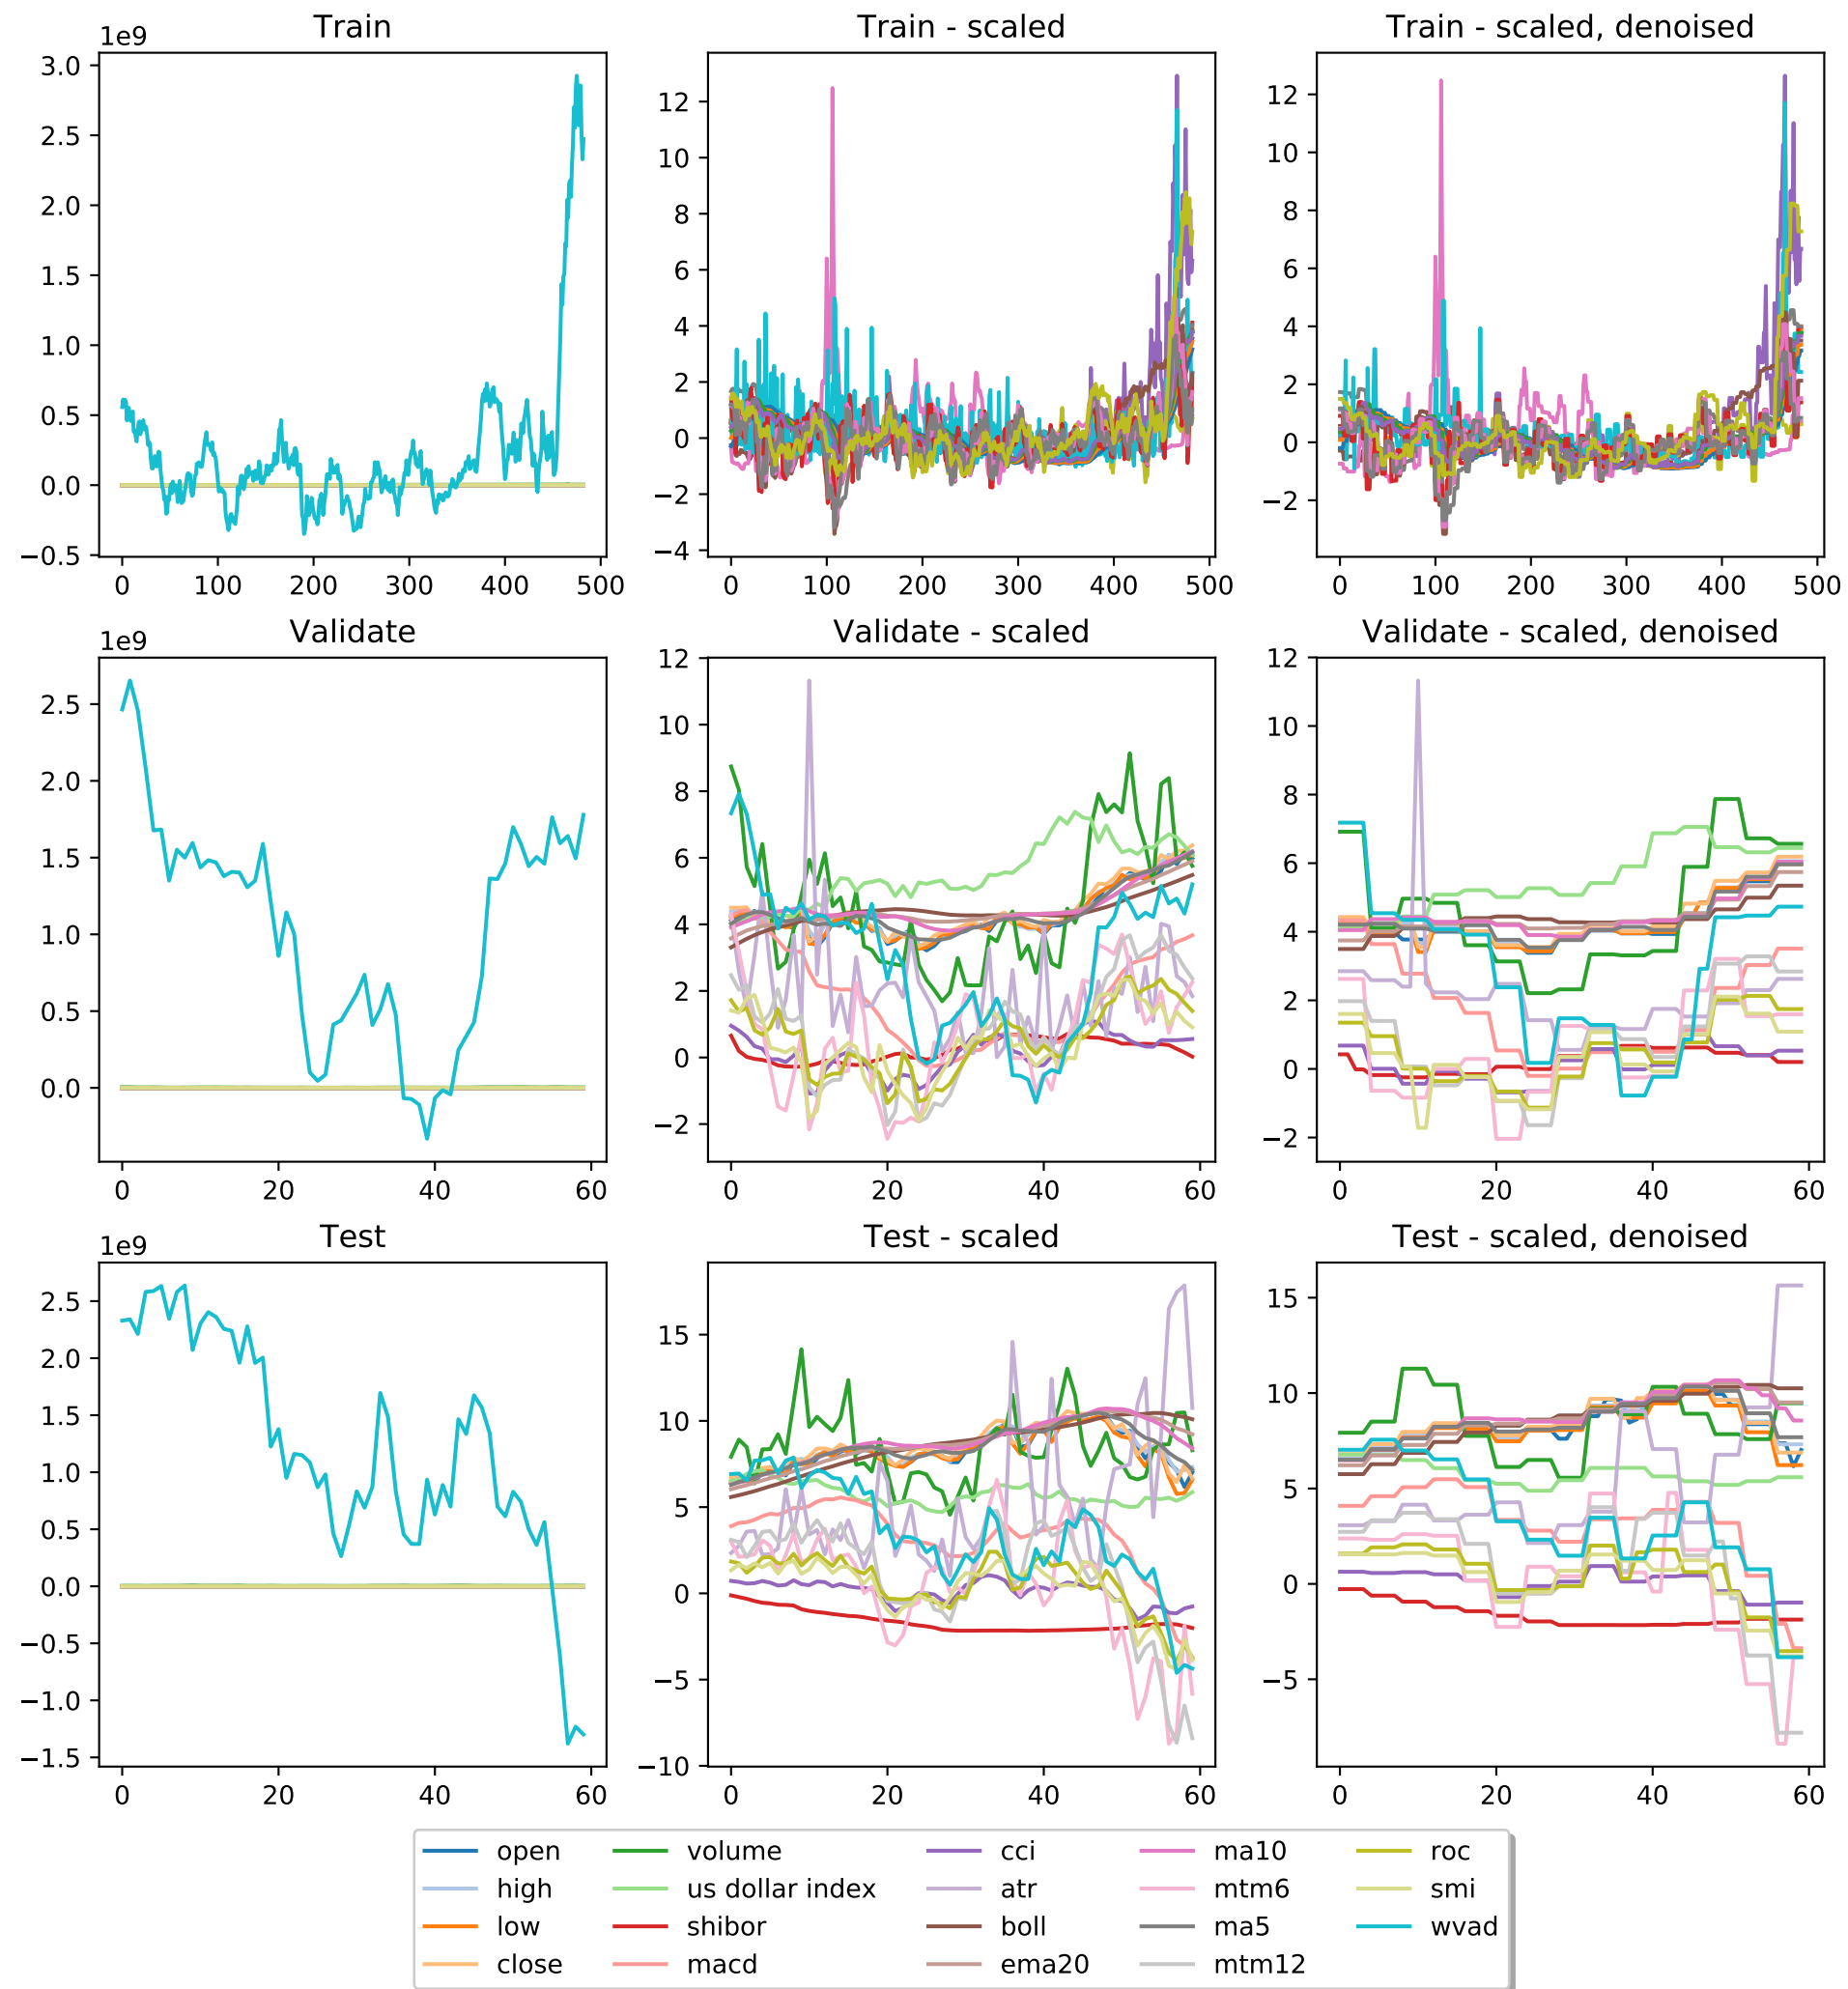 Train
Train - scaled
Train - scaled, denoised
1e9
3.0
2.5
2.0
1.5
1.0
0.5
0.0
−0.5
0 100 200 300 400 500
12
10
8
6
4
2
0
−2
−4
0 100 200 300 400 500
12
10
8
6
4
2
0
−2
0 100 200 300 400 500
Validate
Validate - scaled
Validate - scaled, denoised
1e9
2.5
2.0
1.5
1.0
0.5
0.0
0 20 40 60
12
10
8
6
4
2
0
−2
0 20 40 60
12
10
8
6
4
2
0
−2
0 20 40 60
Test
Test - scaled
Test - scaled, denoised
1e9
2.5
2.0
1.5
1.0
0.5
0.0
−0.5
−1.0
−1.5
0 20 40 60
15
10
5
0
−5
−10
0 20 40 60
15
10
5
0
−5
0 20 40 60
open
high
low
close
volume
us dollar index
shibor
macd
cci
atr
boll
ema20
ma10
mtm6
ma5
mtm12
roc
smi
wvad